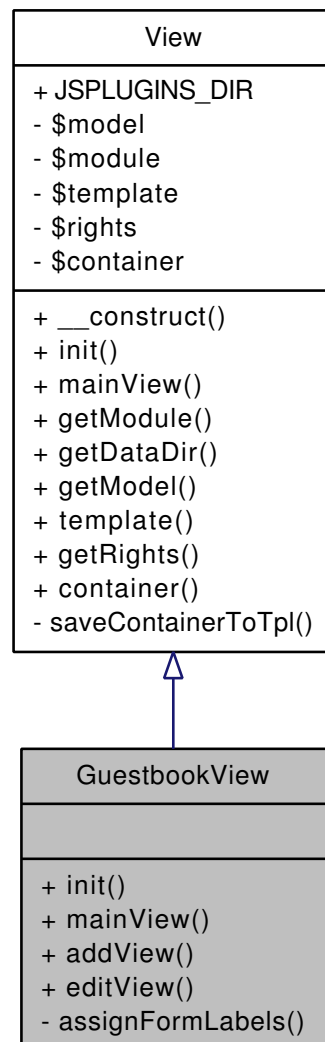 View
+ JSPLUGINS_DIR
- $model
- $module
- $template
- $rights
- $container
+ __construct()
+ init()
+ mainView()
+ getModule()
+ getDataDir()
+ getModel()
+ template()
+ getRights()
+ container()
- saveContainerToTpl()
GuestbookView
+ init()
+ mainView()
+ addView()
+ editView()
- assignFormLabels()